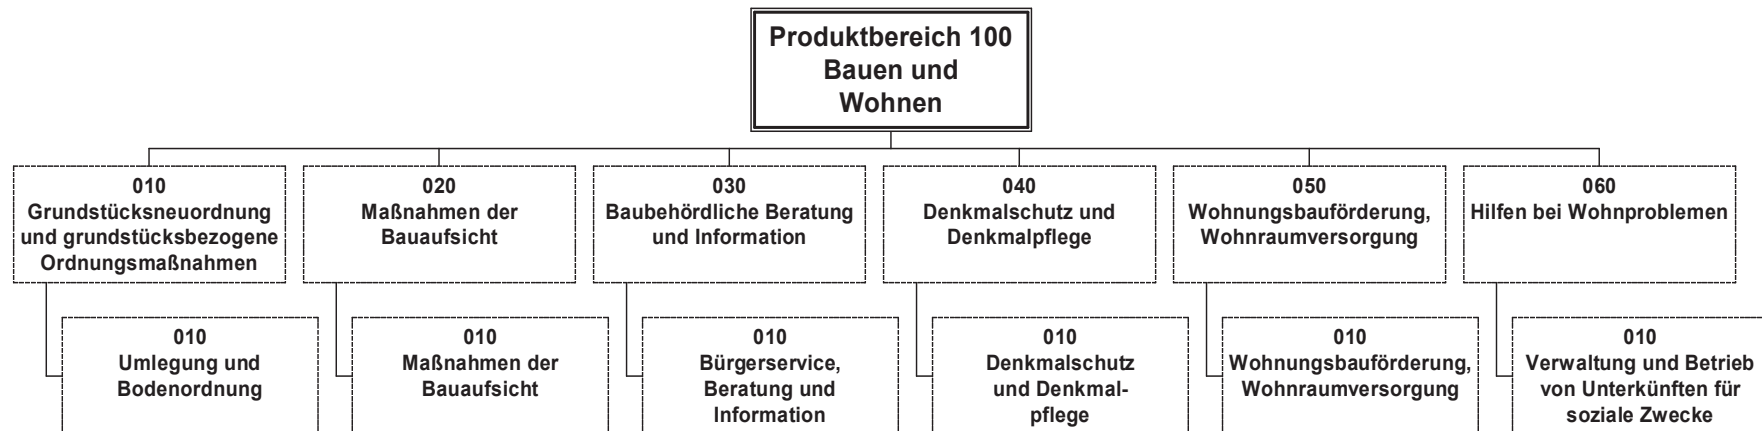 Produktbereich 100
Bauen und
Wohnen
010
Grundstücksneuordnung
und grundstücksbezogene
Ordnungsmaßnahmen
020
Maßnahmen der
Bauaufsicht
030
Baubehördliche Beratung
und Information
040
Denkmalschutz und
Denkmalpflege
050
Wohnungsbauförderung,
Wohnraumversorgung
060
Hilfen bei Wohnproblemen
010
Umlegung und
Bodenordnung
010
Maßnahmen der
Bauaufsicht
010
Bürgerservice,
Beratung und
Information
010
Denkmalschutz
und Denkmal-
pflege
010
Wohnungsbauförderung,
Wohnraumversorgung
010
Verwaltung und Betrieb
von Unterkünften für
soziale Zwecke